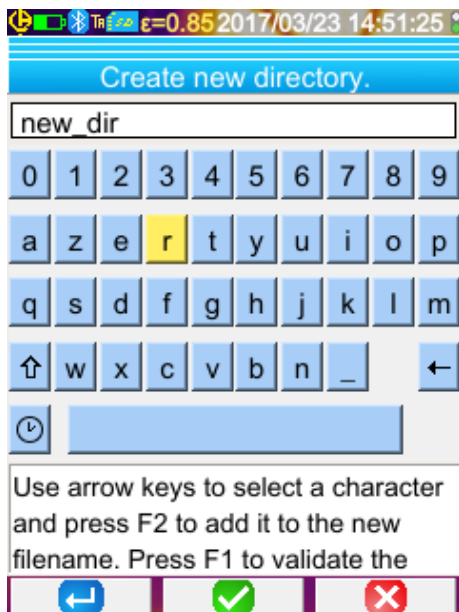 ε=0.85 2017/03/23 14:51:25
Create new directory.
new_dir
0 1 2 3 4 5 6 7 8 9
a z e r t y u i o p
q s d f g h j k l m
w x c v b n _
Use arrow keys to select a character
and press F2 to add it to the new
filename. Press F1 to validate the